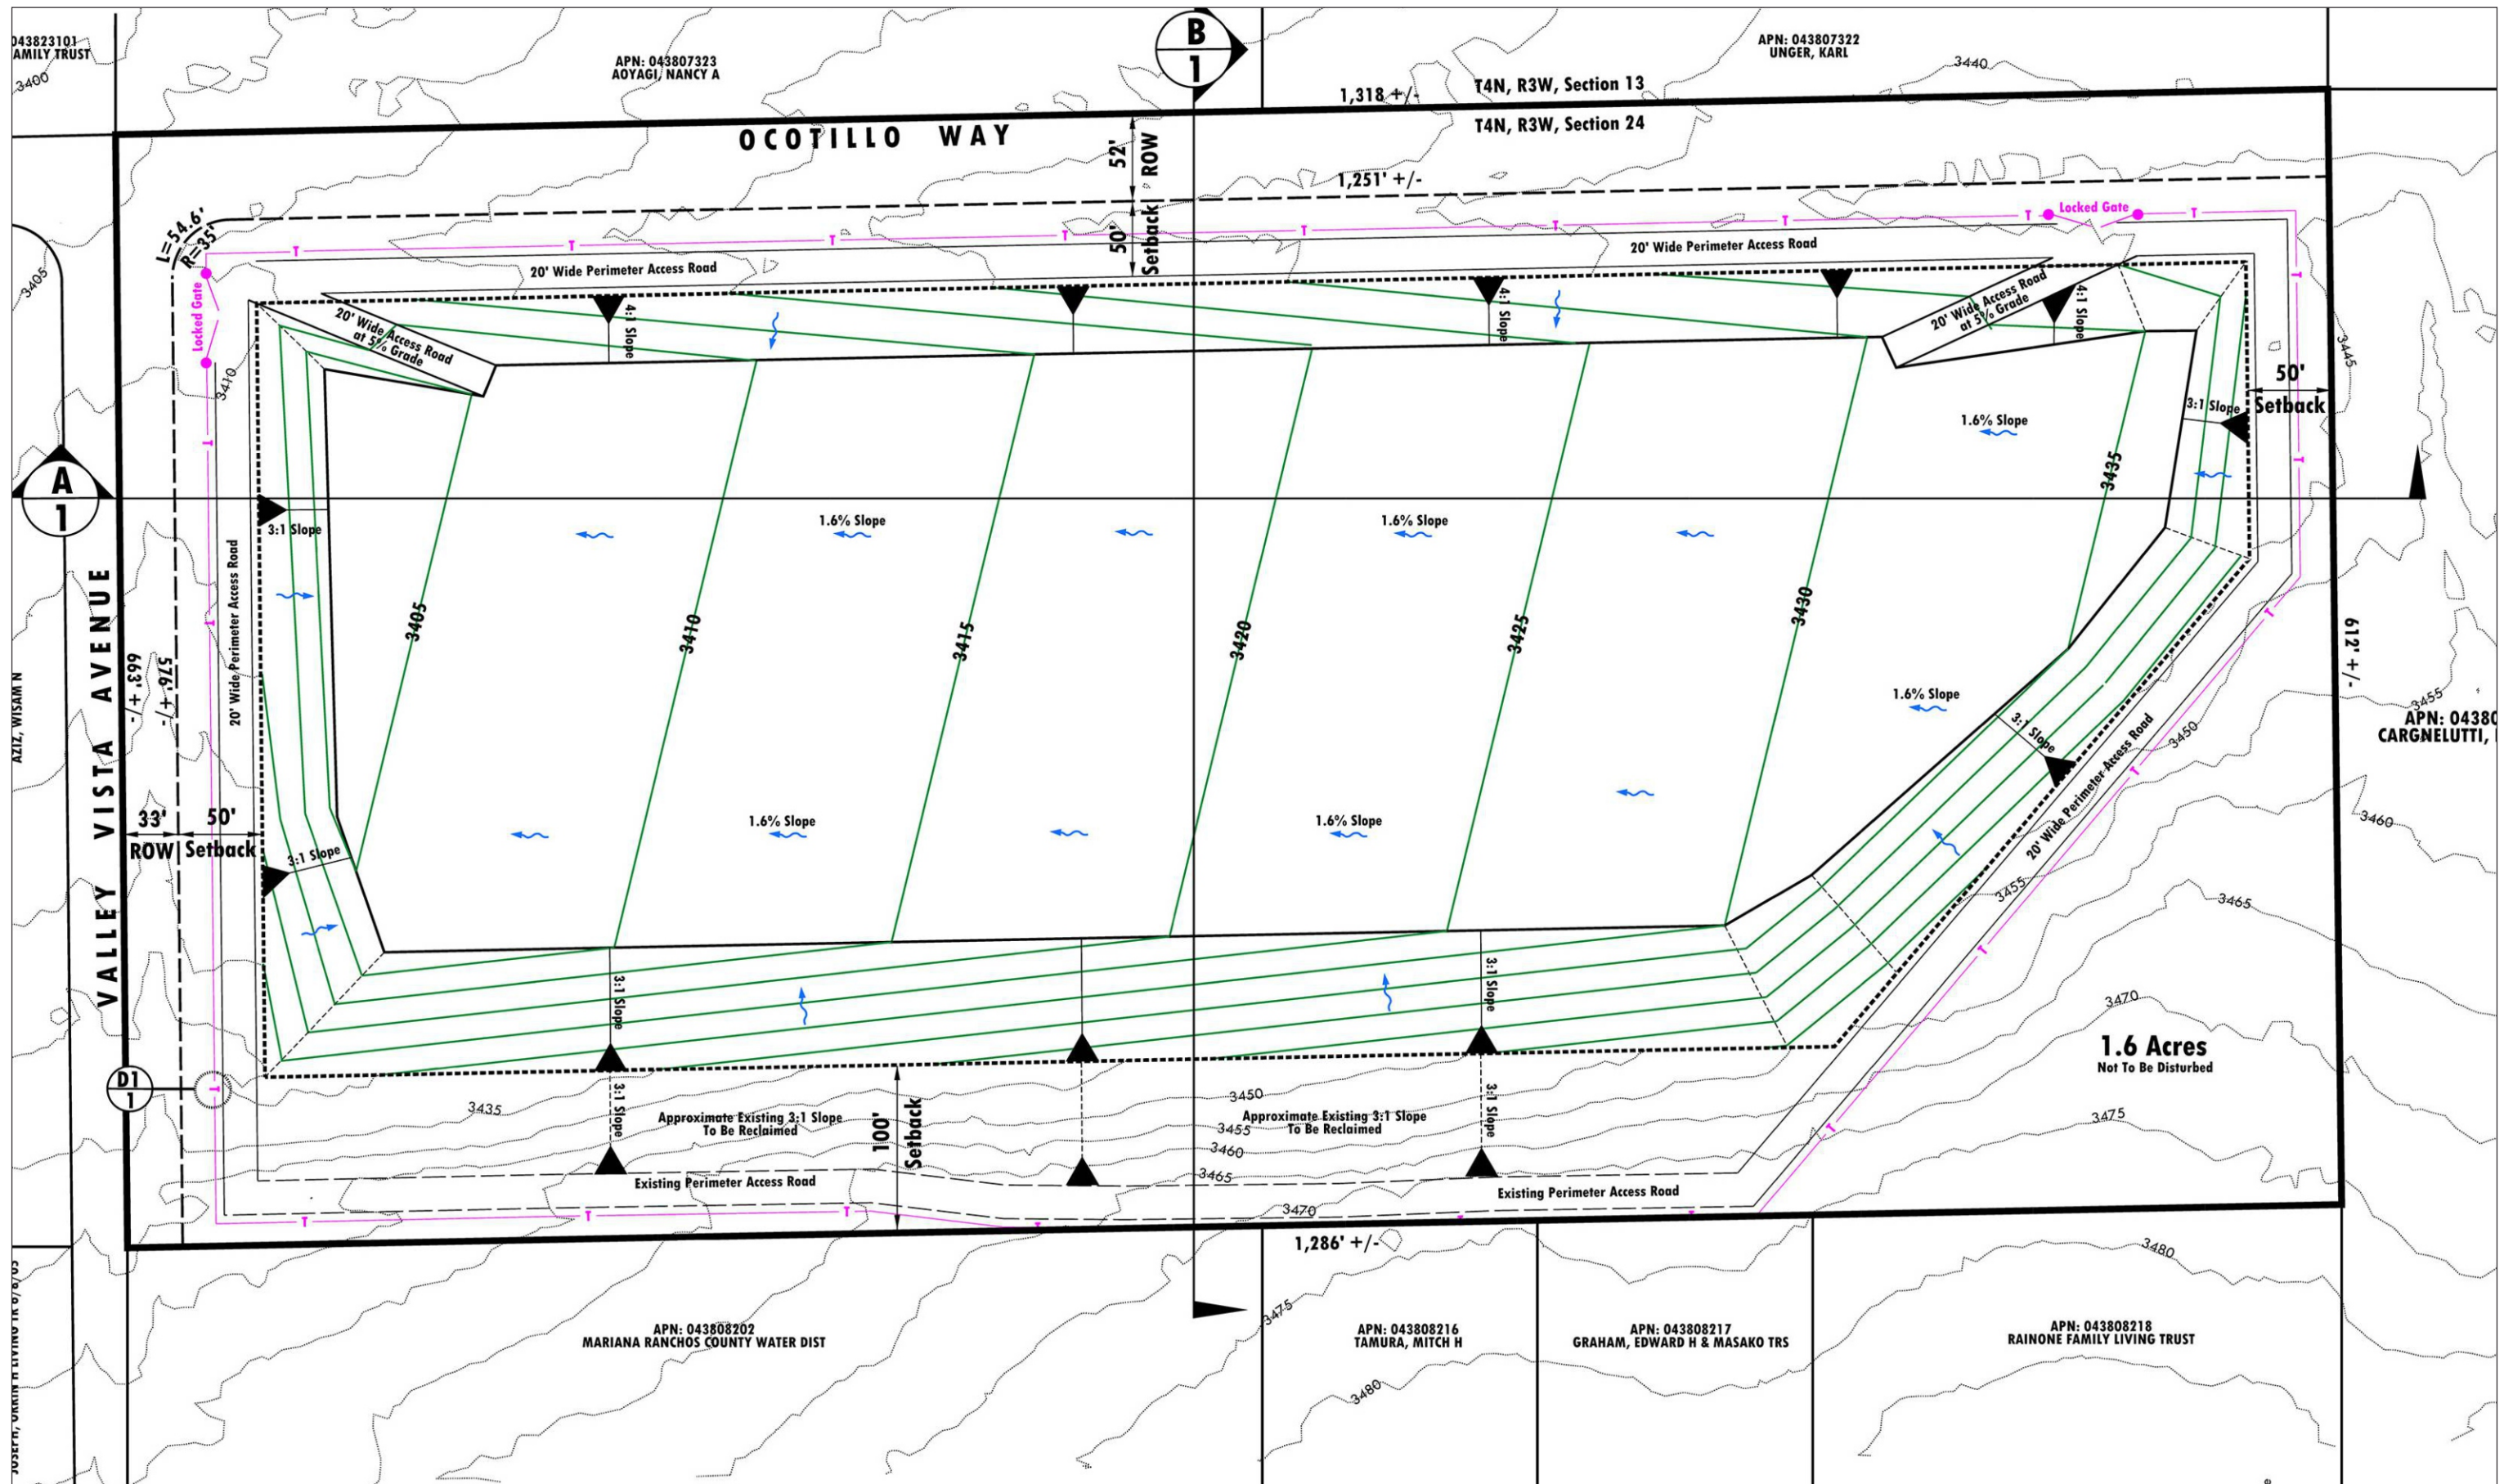 043823101
AMILY TRUST
3400
APN: 043807323
AOYAGI, NANCY A
B
1
APN: 043807322
UNGER, KARL
3440
1,318 +/-
T4N, R3W, Section 13
T4N, R3W, Section 24
OCOTILLO WAY
52'
ROW
1,251' +/-
50'
Setback
L=54.6'
R=35'
Locked Gate
Locked Gate
20' Wide Perimeter Access Road
20' Wide Perimeter Access Road
20' Wide Access Road
at 5% Grade
20' Wide Access Road
at 5% Grade
4:1 Slope
4:1 Slope
4:1 Slope
3405
3410
3445
50'
Setback
3:1 Slope
1.6% Slope
A
1
3:1 Slope
1.6% Slope
1.6% Slope
3435
20' Wide Perimeter Access Road
VALLEY VISTA AVENUE
663' +/-
576' +/-
3405
3410
3415
3420
3425
3430
612' +/-
AZIZ, WISAM N
1.6% Slope
3:1 Slope
20' Wide Perimeter Access Road
3455
3450
APN: 04380
CARGNELUTTI,
33'
ROW
50'
Setback
3:1 Slope
1.6% Slope
1.6% Slope
3460
3455
3465
3:1 Slope
3:1 Slope
3470
1.6 Acres
Not To Be Disturbed
D1
1
3435
3:1 Slope
Approximate Existing 3:1 Slope
To Be Reclaimed
100'
Setback
3450
Approximate Existing 3:1 Slope
To Be Reclaimed
3455
3460
3465
3:1 Slope
3475
Existing Perimeter Access Road
Existing Perimeter Access Road
3470
1,286' +/-
3480
3475
APN: 043808202
MARIANA RANCHOS COUNTY WATER DIST
APN: 043808216
TAMURA, MITCH H
APN: 043808217
GRAHAM, EDWARD H & MASAKO TRS
APN: 043808218
RAINONE FAMILY LIVING TRUST
3480